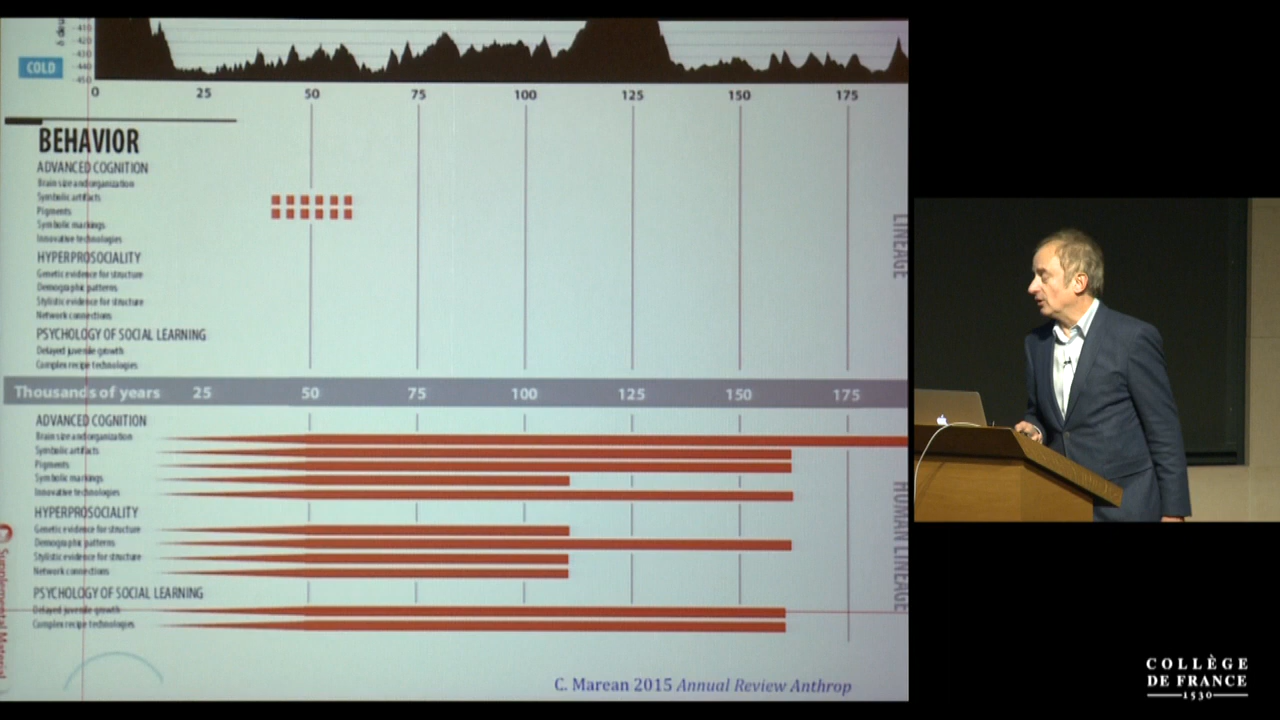 -410
-420
-430
-440
-450
COLD
0 25 50 75 100 125 150 175
BEHAVIOR
ADVANCED COGNITION
Brain size and organization
Symbolic artifacts
Pigments
Symbolic markings
Innovative technologies
HYPERPROSOCIALITY
Genetic evidence for structure
Demographic patterns
Stylistic evidence for structure
Network connections
PSYCHOLOGY OF SOCIAL LEARNING
Delayed juvenile growth
Complex recipe technologies
LINEAGE
Thousands of years 25 50 75 100 125 150 175
ADVANCED COGNITION
Brain size and organization
Symbolic artifacts
Pigments
Symbolic markings
Innovative technologies
HYPERPROSOCIALITY
Genetic evidence for structure
Demographic patterns
Stylistic evidence for structure
Network connections
PSYCHOLOGY OF SOCIAL LEARNING
Delayed juvenile growth
Complex recipe technologies
HUMAN LINEAGE
Supplemental Material
C. Marean 2015 Annual Review Anthrop
COLLÈGE
DE FRANCE
1530